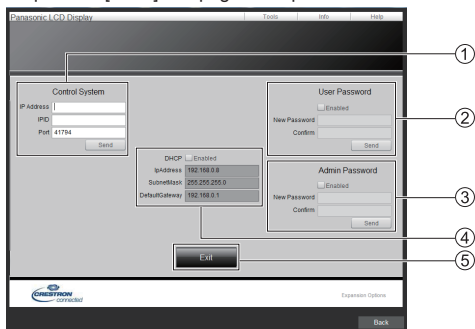 Panasonic LCD Display Tools Info Help
Control System
IP Address
IPID
Port 41794
Send
User Password
Enabled
New Password
Confirm
Send
DHCP Enabled
IpAddress 192.168.0.8
SubnetMask 255.255.255.0
DefaultGateway 192.168.0.1
Admin Password
Enabled
New Password
Confirm
Send
Exit
CRESTRON
connected
Expansion Options
Back
1
2
3
4
5